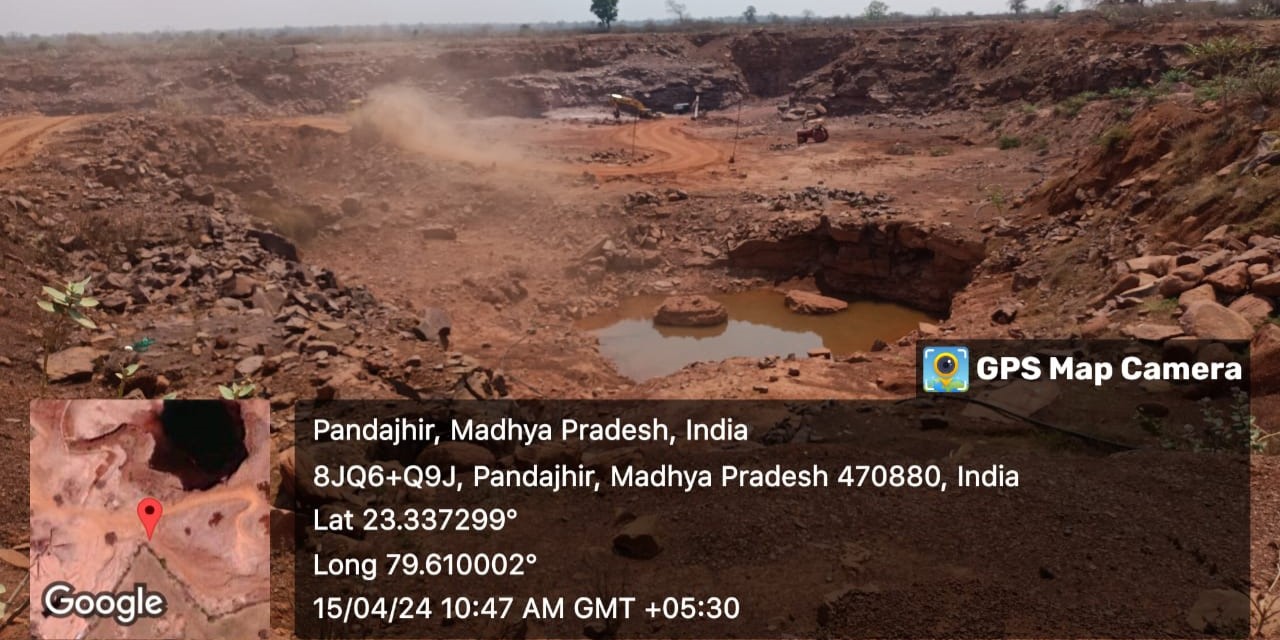 GPS Map Camera
Pandajhir, Madhya Pradesh, India
8JQ6+Q9J, Pandajhir, Madhya Pradesh 470880, India
Lat 23.337299°
Long 79.610002°
15/04/24 10:47 AM GMT +05:30
Google